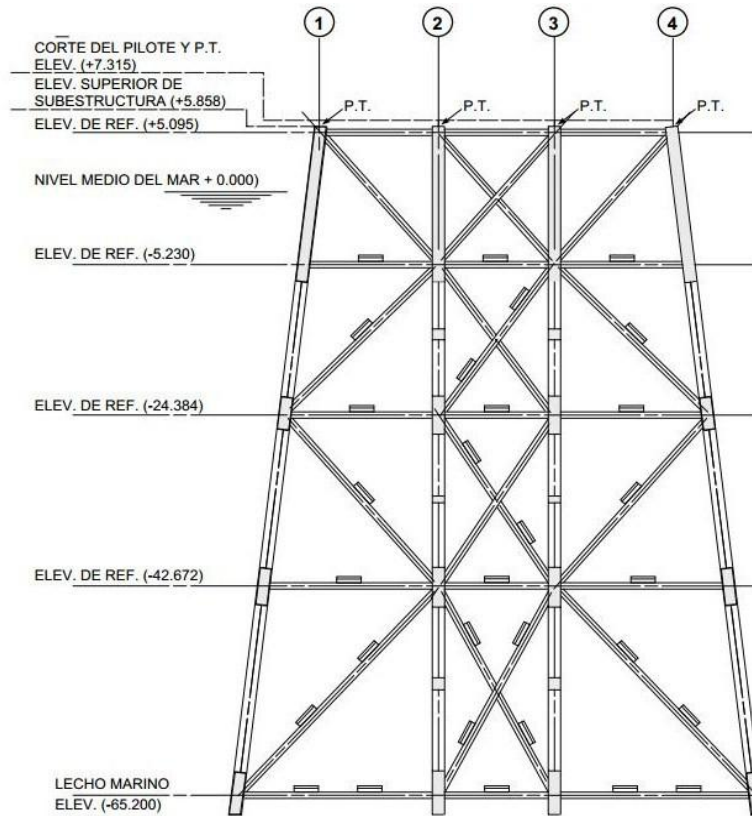 1 2 3 4
CORTE DEL PILOTE Y P.T.
ELEV. (+7.315)
ELEV. SUPERIOR DE
SUBESTRUCTURA (+5.858)
P.T. P.T. P.T. P.T.
ELEV. DE REF. (+5.095)
NIVEL MEDIO DEL MAR + 0.000)
ELEV. DE REF. (-5.230)
ELEV. DE REF. (-24.384)
ELEV. DE REF. (-42.672)
LECHO MARINO
ELEV. (-65.200)